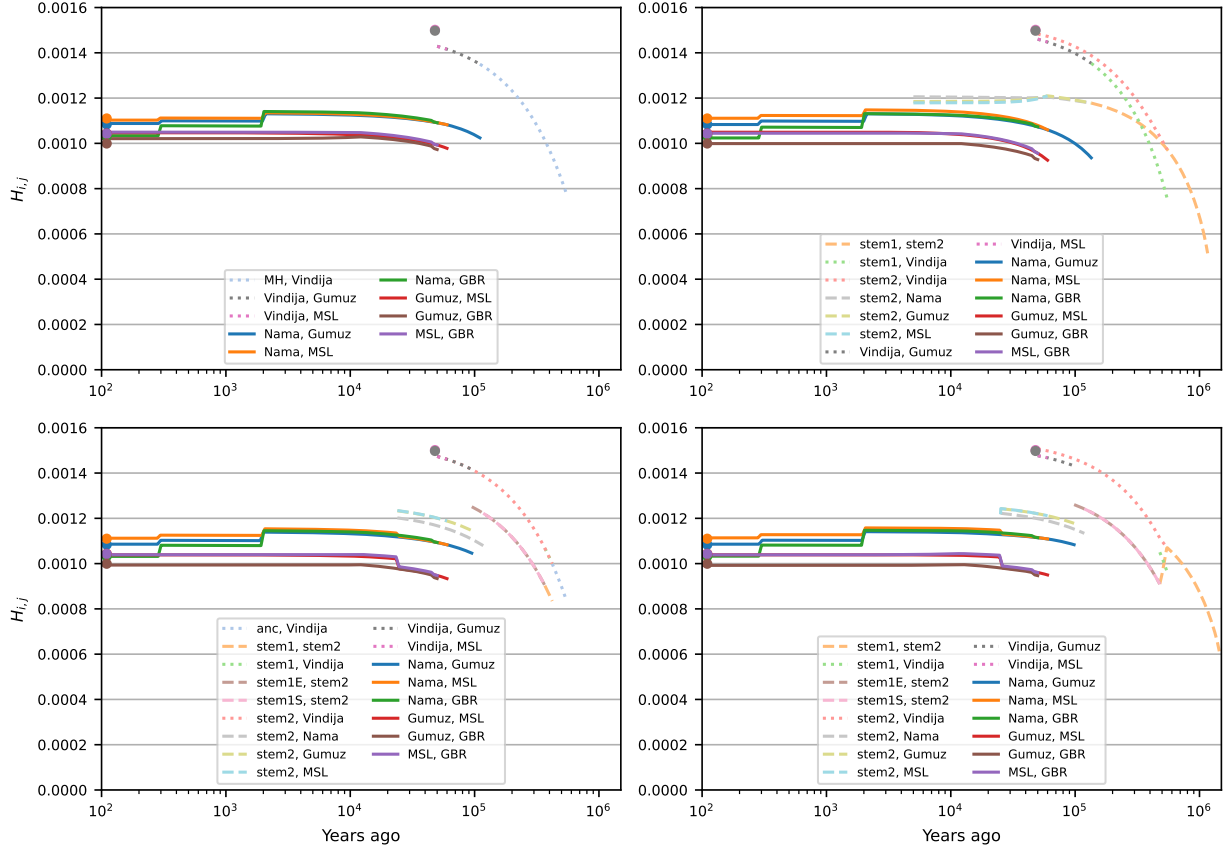 0.0016
0.0014
0.0012
0.0010
0.0008
0.0006
0.0004
0.0002
0.0000
H_{i,j}
MH, Vindija
Vindija, Gumuz
Vindija, MSL
Nama, Gumuz
Nama, MSL
Nama, GBR
Gumuz, MSL
Gumuz, GBR
MSL, GBR
10^2 10^3 10^4 10^5 10^6
0.0016
0.0014
0.0012
0.0010
0.0008
0.0006
0.0004
0.0002
0.0000
stem1, stem2
stem1, Vindija
stem2, Vindija
stem2, Nama
stem2, Gumuz
stem2, MSL
Vindija, Gumuz
Vindija, MSL
Nama, Gumuz
Nama, MSL
Nama, GBR
Gumuz, MSL
Gumuz, GBR
MSL, GBR
10^2 10^3 10^4 10^5 10^6
0.0016
0.0014
0.0012
0.0010
0.0008
0.0006
0.0004
0.0002
0.0000
H_{i,j}
anc, Vindija
stem1, stem2
stem1, Vindija
stem1E, stem2
stem1S, stem2
stem2, Vindija
stem2, Nama
stem2, Gumuz
stem2, MSL
Vindija, Gumuz
Vindija, MSL
Nama, Gumuz
Nama, MSL
Nama, GBR
Gumuz, MSL
Gumuz, GBR
MSL, GBR
10^2 10^3 10^4 10^5 10^6
Years ago
0.0016
0.0014
0.0012
0.0010
0.0008
0.0006
0.0004
0.0002
0.0000
stem1, stem2
stem1, Vindija
stem1E, stem2
stem1S, stem2
stem2, Vindija
stem2, Nama
stem2, Gumuz
stem2, MSL
Vindija, Gumuz
Vindija, MSL
Nama, Gumuz
Nama, MSL
Nama, GBR
Gumuz, MSL
Gumuz, GBR
MSL, GBR
10^2 10^3 10^4 10^5 10^6
Years ago